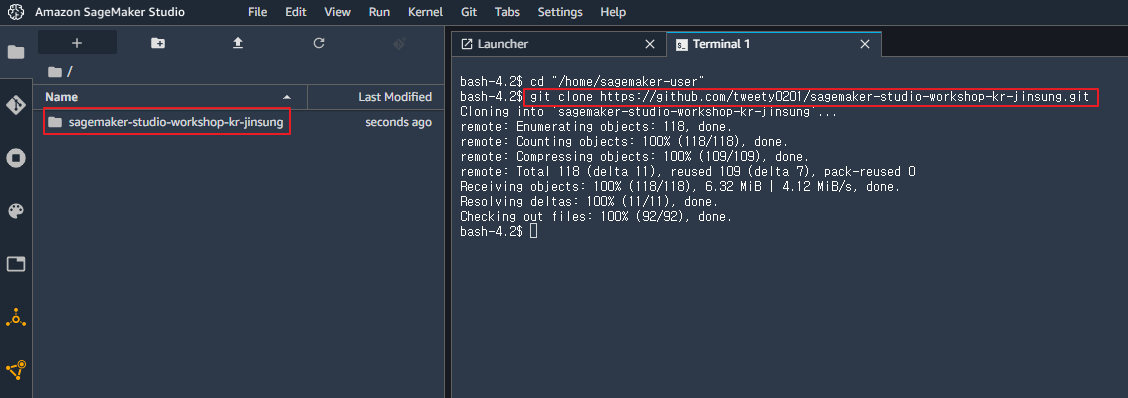 Amazon SageMaker Studio File Edit View Run Kernel Git Tabs Settings Help
/
Name Last Modified
sagemaker-studio-workshop-kr-jinsung seconds ago
Launcher Terminal 1
bash-4.2$ cd "/home/sagemaker-user"
bash-4.2$ git clone https://github.com/tweety0201/sagemaker-studio-workshop-kr-jinsung.git
Cloning into 'sagemaker-studio-workshop-kr-jinsung'...
remote: Enumerating objects: 118, done.
remote: Counting objects: 100% (118/118), done.
remote: Compressing objects: 100% (109/109), done.
remote: Total 118 (delta 11), reused 109 (delta 7), pack-reused 0
Receiving objects: 100% (118/118), 6.32 MiB | 4.12 MiB/s, done.
Resolving deltas: 100% (11/11), done.
Checking out files: 100% (92/92), done.
bash-4.2$